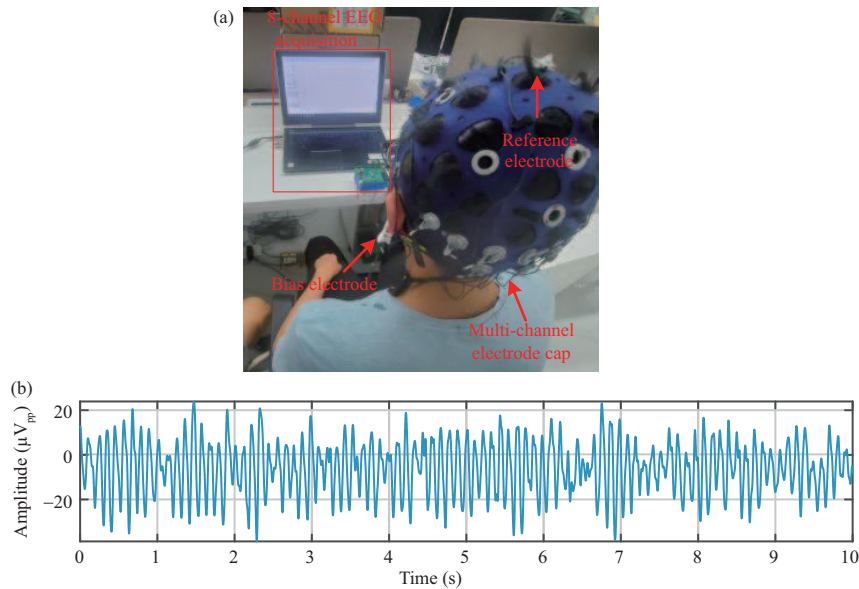 (a)
8-channel EEG
acquisition
Reference
electrode
Bias electrode
Multi-channel
electrode cap
(b)
Amplitude (μV_pp)
20
0
−20
0 1 2 3 4 5 6 7 8 9 10
Time (s)